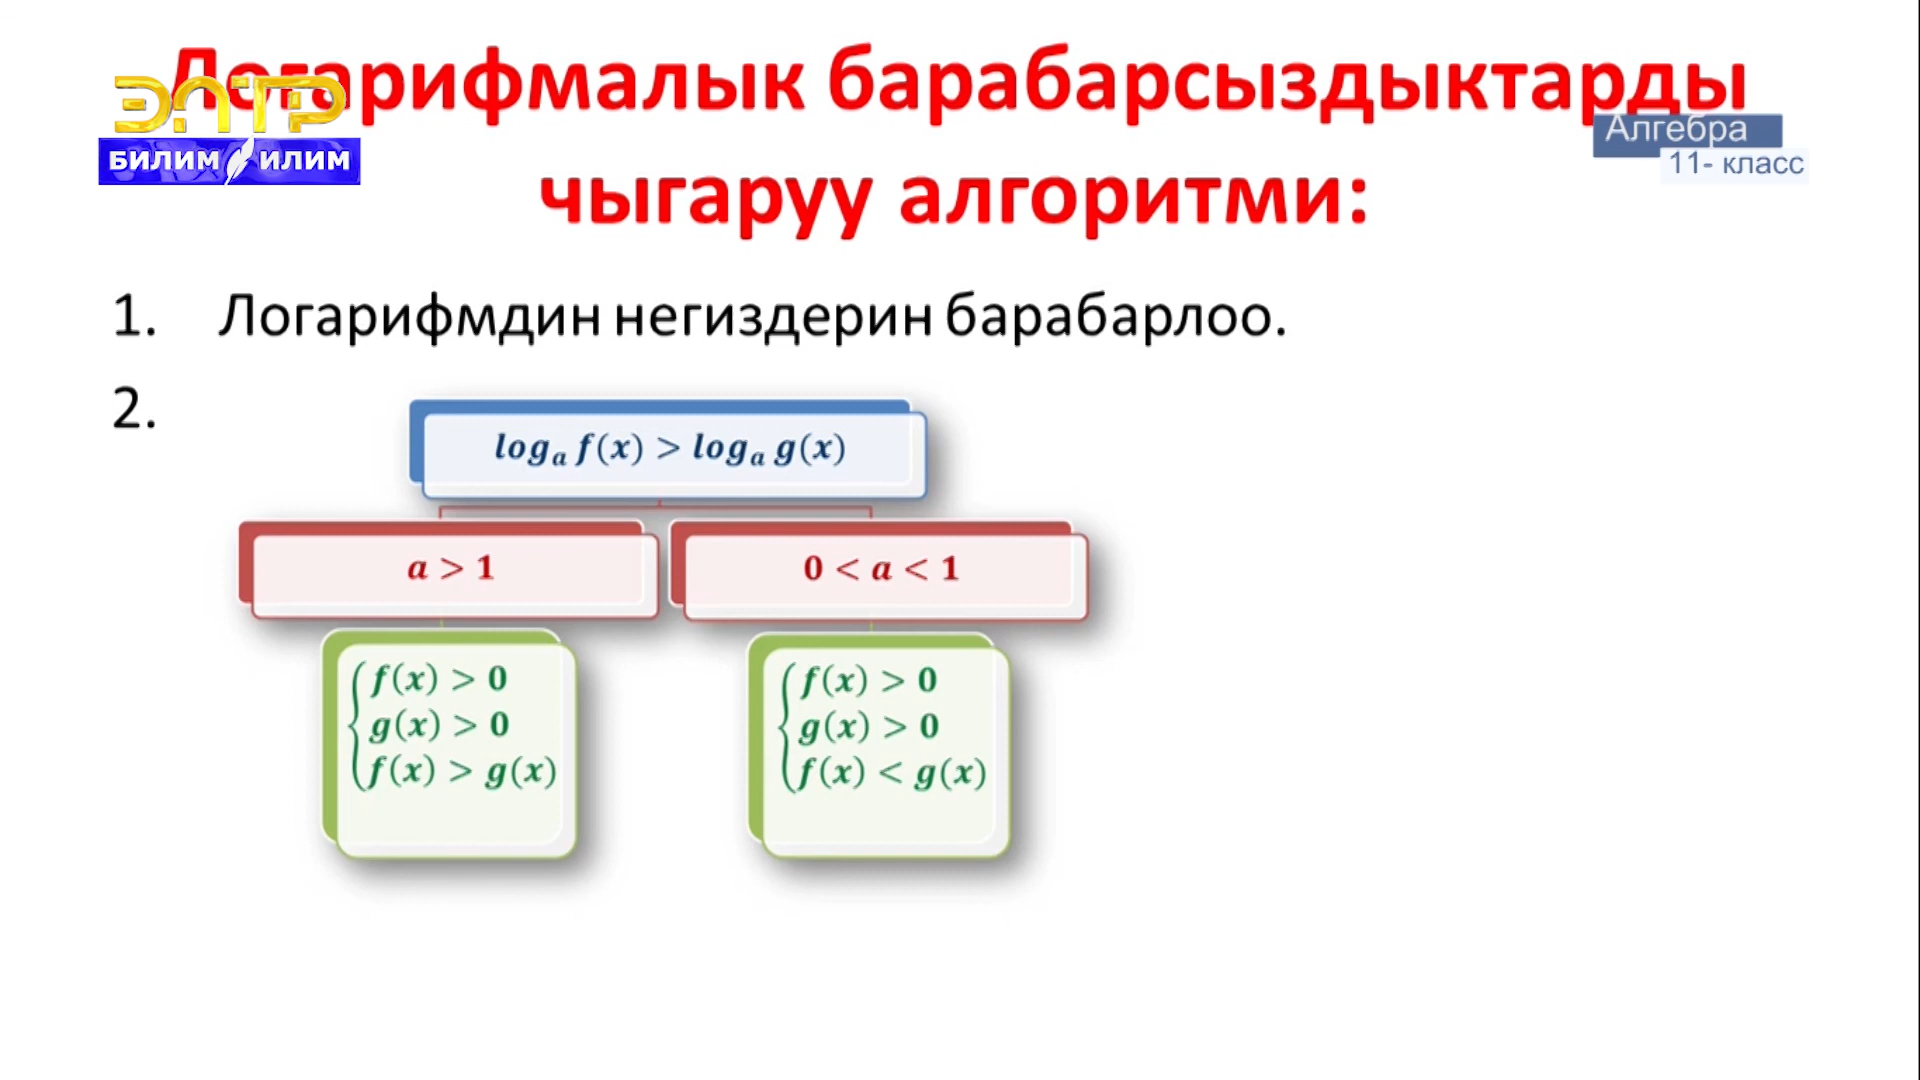 Логарифмалык барабарсыздыктарды
чыгаруу алгоритми:
ЭЛТР
БИЛИМ ИЛИМ
Алгебра
11- класс
1. Логарифмдин негиздерин барабарлоо.
2.
log_a f(x) > log_a g(x)
a > 1
0 < a < 1
f(x) > 0
g(x) > 0
f(x) > g(x)
f(x) > 0
g(x) > 0
f(x) < g(x)